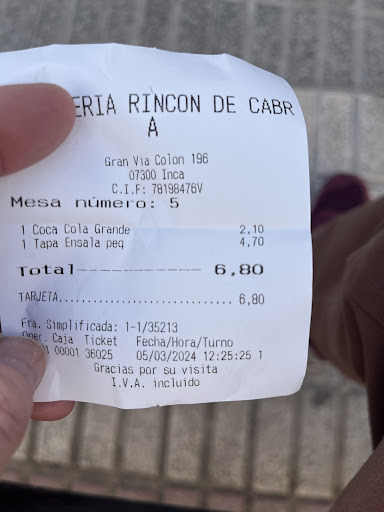 ERIA RINCON DE CABR
A
Gran Via Colon 196
07300 Inca
C.I.F: 78198476V
Mesa número: 5
1 Coca Cola Grande 2,10
1 Tapa Ensala peq 4,70
Total-------------- 6,80
TARJETA.............................. 6,80
Fra. Simplificada: 1-1/35213
Oper. Caja Ticket Fecha/Hora/Turno
00001 36025 05/03/2024 12:25:25 1
Gracias por su visita
I.V.A. incluido